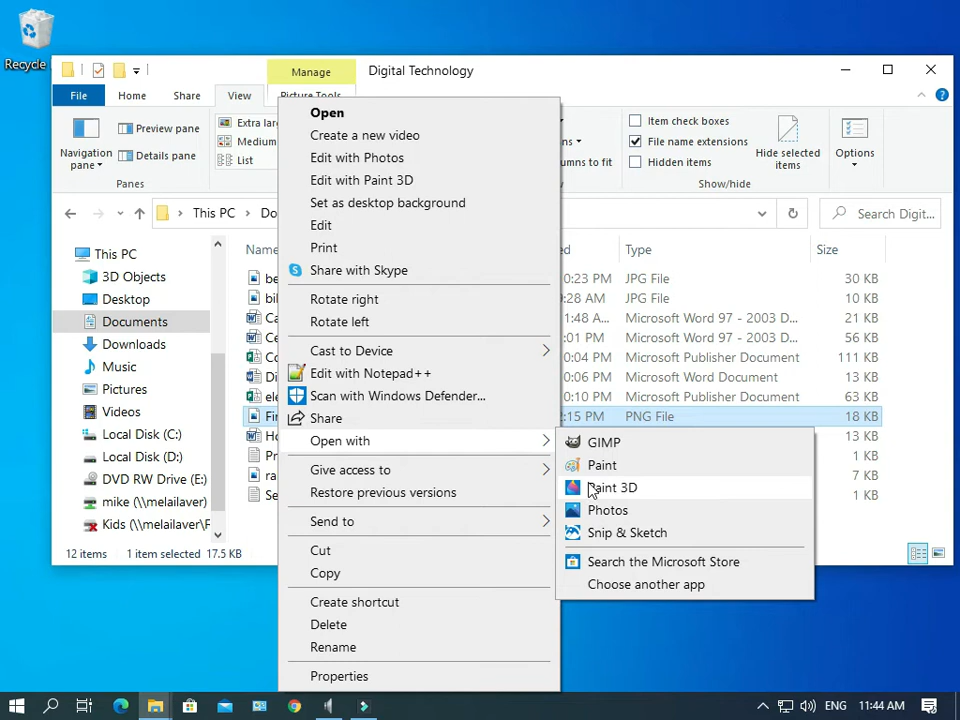 Recycle
Manage
Digital Technology
File
Home
Share
View
Picture Tools
Navigation
pane
Preview pane
Details pane
Panes
Medium
List
Item check boxes
File name extensions
Hidden items
Hide selected
items
Options
Show/hide
This PC
Search Digit...
Type
Size
This PC
3D Objects
Desktop
Documents
Downloads
Music
Pictures
Videos
Local Disk (C:)
Local Disk (D:)
DVD RW Drive (E:)
mike (\\melailaver)
JPG File
30 KB
JPG File
10 KB
Microsoft Word 97 - 2003 D...
21 KB
Microsoft Word 97 - 2003 D...
56 KB
Microsoft Publisher Document
111 KB
Microsoft Word Document
13 KB
Microsoft Publisher Document
63 KB
PNG File
18 KB
13 KB
1 KB
7 KB
1 KB
12 items
1 item selected
17.5 KB
Open
Create a new video
Edit with Photos
Edit with Paint 3D
Set as desktop background
Edit
Print
Share with Skype
Rotate right
Rotate left
Cast to Device
Edit with Notepad++
Scan with Windows Defender...
Share
Open with
Give access to
Restore previous versions
Send to
Cut
Copy
Create shortcut
Delete
Rename
Properties
GIMP
Paint
Paint 3D
Photos
Snip & Sketch
Search the Microsoft Store
Choose another app
ENG
11:44 AM